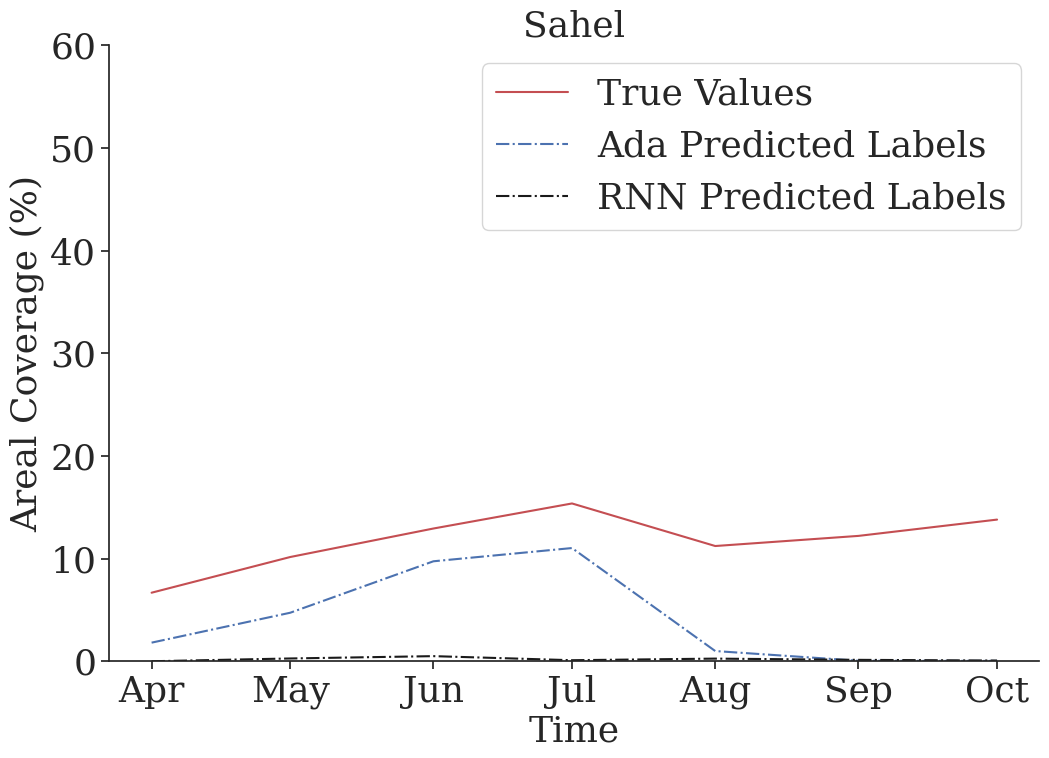 Sahel
60
50
40
30
20
10
0
Areal Coverage (%)
True Values
Ada Predicted Labels
RNN Predicted Labels
Apr May Jun Jul Aug Sep Oct
Time